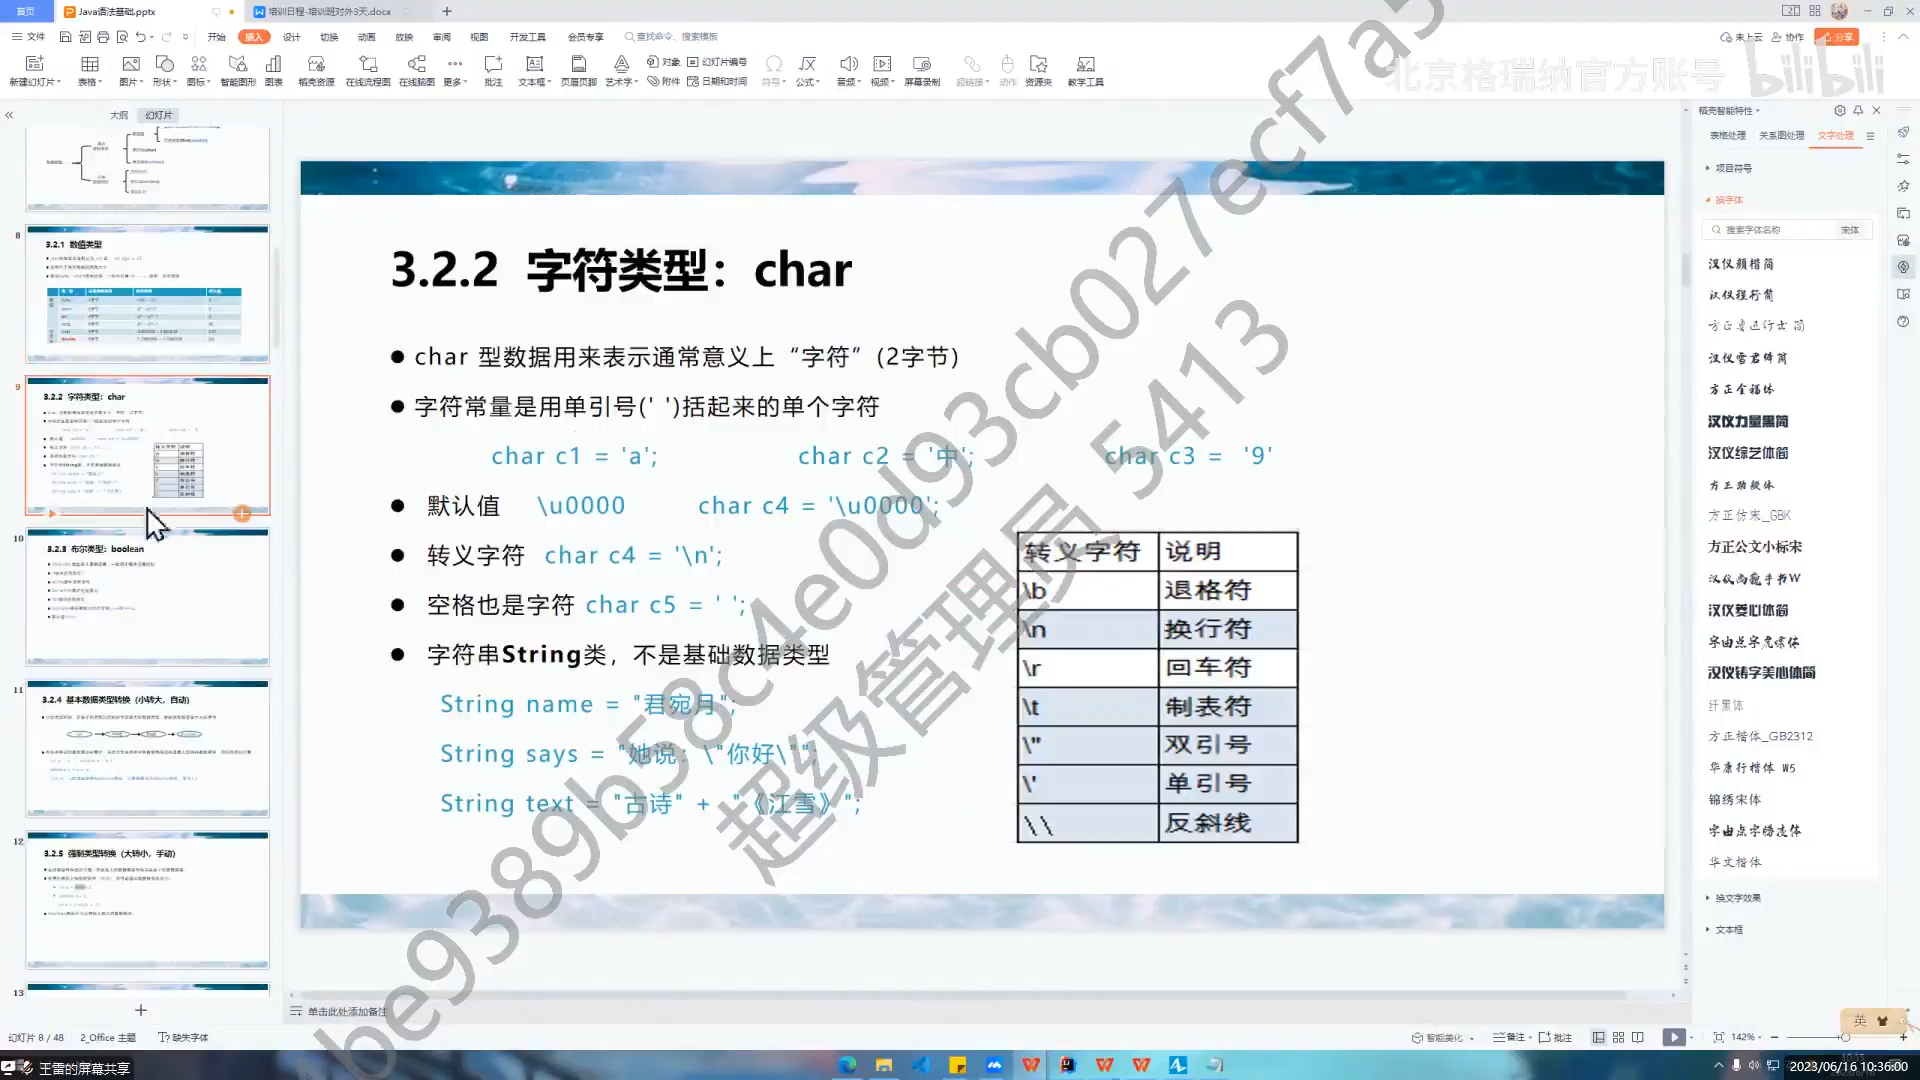 首页
Java语法基础.pptx
培训日程-培训班对外3天.docx
文件
开始
插入
设计
切换
动画
放映
审阅
视图
开发工具
会员专享
查找命令、搜索模板
未上云
协作
分享
新建幻灯片
表格
图片
形状
图标
智能图形
图表
稻壳资源
在线流程图
在线脑图
更多
批注
文本框
页眉页脚
艺术字
对象
附件
幻灯片编号
日期和时间
符号
公式
音频
视频
屏幕录制
超链接
动作
资源夹
教学工具
北京格瑞纳官方账号 bilibili
大纲
幻灯片
8
3.2.1 数值类型
9
3.2.2 字符类型：char
10
3.2.3 布尔类型：boolean
11
3.2.4 基本数据类型转换（小转大，自动）
12
3.2.5 强制类型转换（大转小，手动）
13
3.2.2 字符类型：char
● char 型数据用来表示通常意义上“字符”(2字节)
● 字符常量是用单引号(' ')括起来的单个字符
char c1 = 'a'; char c2 = '中'; char c3 = '9'
● 默认值 \u0000 char c4 = '\u0000';
● 转义字符 char c4 = '\n';
● 空格也是字符 char c5 = ' ';
● 字符串String类，不是基础数据类型
String name = "君宛月";
String says = "她说：\"你好\"";
String text = "古诗" + "《江雪》";
转义字符 说明
\b 退格符
\n 换行符
\r 回车符
\t 制表符
\" 双引号
\' 单引号
\\ 反斜线
be9389b58c4e0d93cb027ecf7a5
超级管理员 5413
稻壳智能特性
表格处理
关系图处理
文字处理
项目符号
换字体
搜索字体名称
宋体
汉仪颜楷简
汉仪程行简
方正鲁迅行书 简
汉仪雪君体简
方正全福体
汉仪力量黑简
汉仪综艺体简
方正仿宋_GBK
方正公文小标宋
汉仪尚巍手书W
汉仪菱心体简
汉仪铸字美心体简
纤黑体
方正楷体_GB2312
华康行楷体 W5
锦绣宋体
华文楷体
换文字效果
文本框
单击此处添加备注
幻灯片 8 / 48
2_Office 主题
缺失字体
智能美化
备注
批注
142%
英
王雷的屏幕共享
2023/06/16 10:36:00